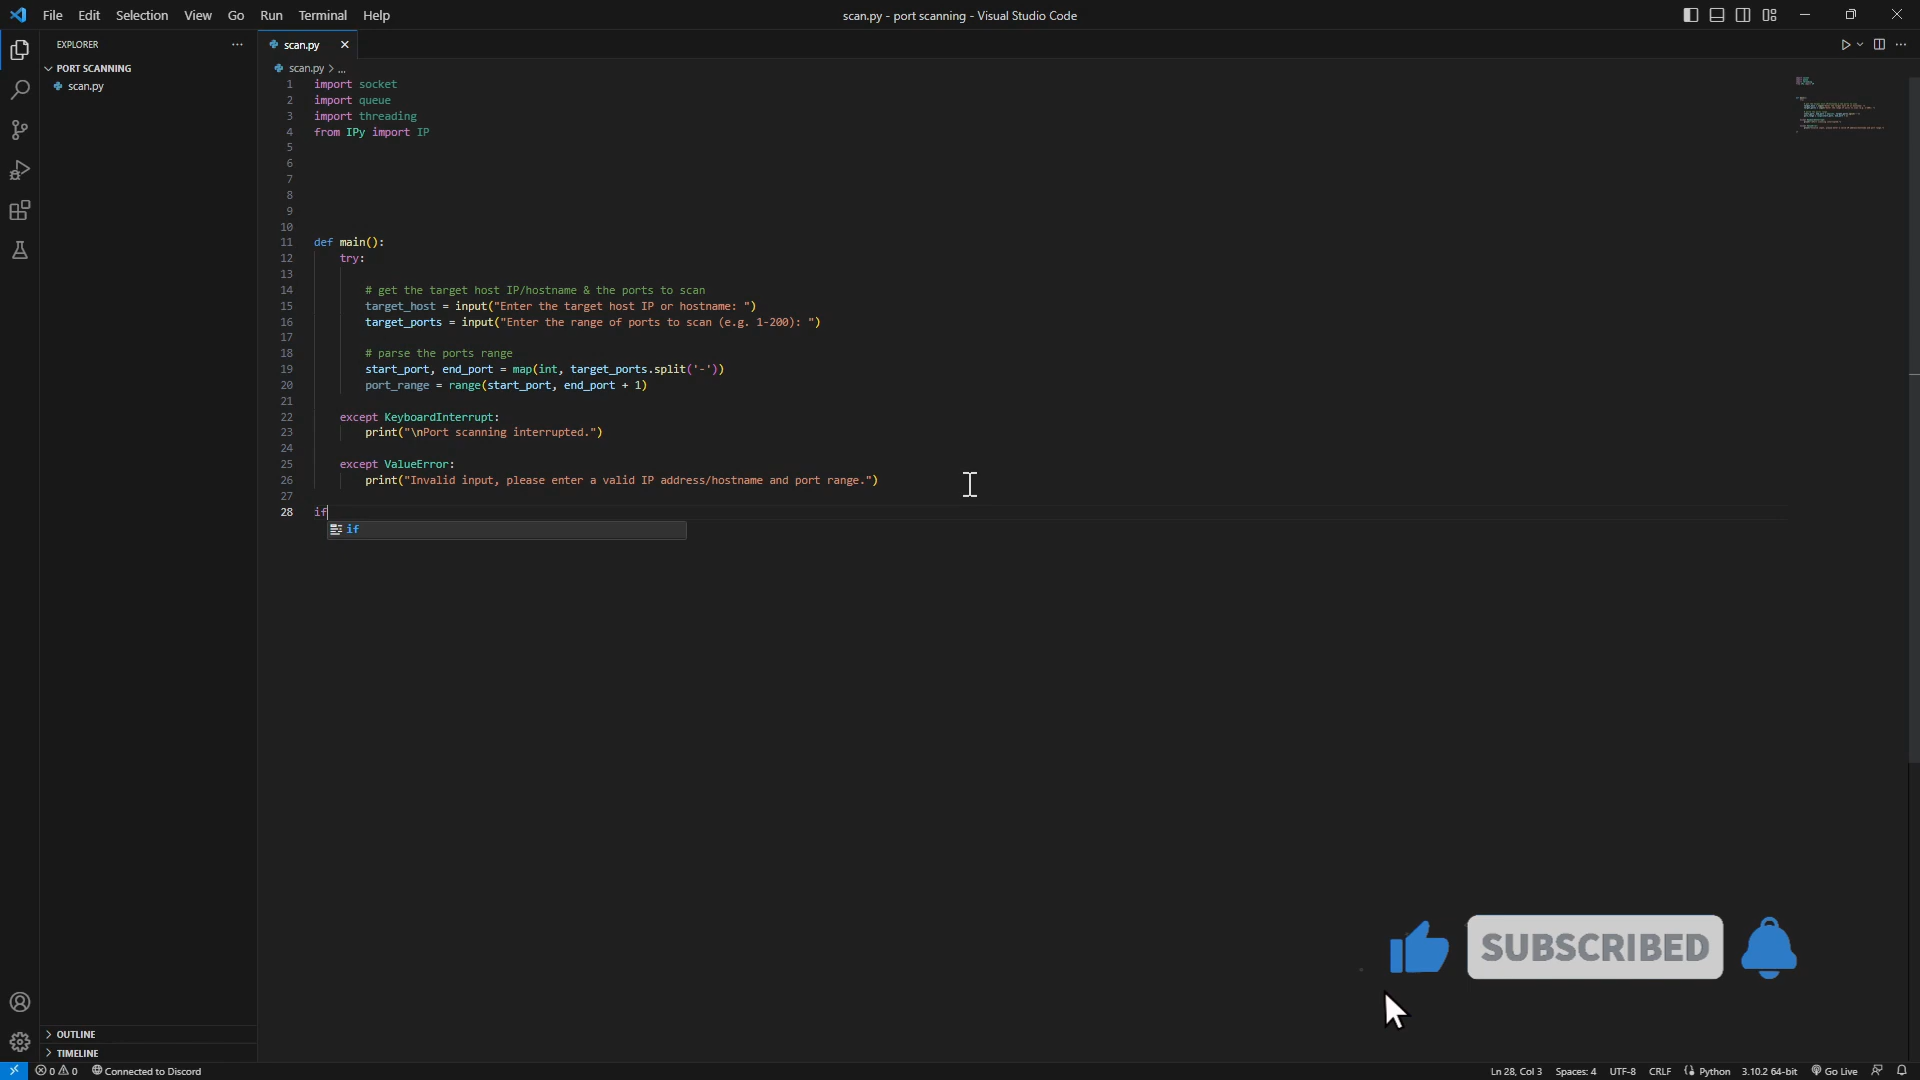 File Edit Selection View Go Run Terminal Help
scan.py - port scanning - Visual Studio Code
EXPLORER
PORT SCANNING
scan.py
scan.py
scan.py > ...
1 import socket
2 import queue
3 import threading
4 from IPy import IP
5
6
7
8
9
10
11 def main():
12 try:
13
14 # get the target host IP/hostname & the ports to scan
15 target_host = input("Enter the target host IP or hostname: ")
16 target_ports = input("Enter the range of ports to scan (e.g. 1-200): ")
17
18 # parse the ports range
19 start_port, end_port = map(int, target_ports.split('-'))
20 port_range = range(start_port, end_port + 1)
21
22 except KeyboardInterrupt:
23 print("\nPort scanning interrupted.")
24
25 except ValueError:
26 print("Invalid input, please enter a valid IP address/hostname and port range.")
27
28 if
if
SUBSCRIBED
OUTLINE
TIMELINE
0 0 Connected to Discord
Ln 28, Col 3 Spaces: 4 UTF-8 CRLF Python 3.10.2 64-bit Go Live